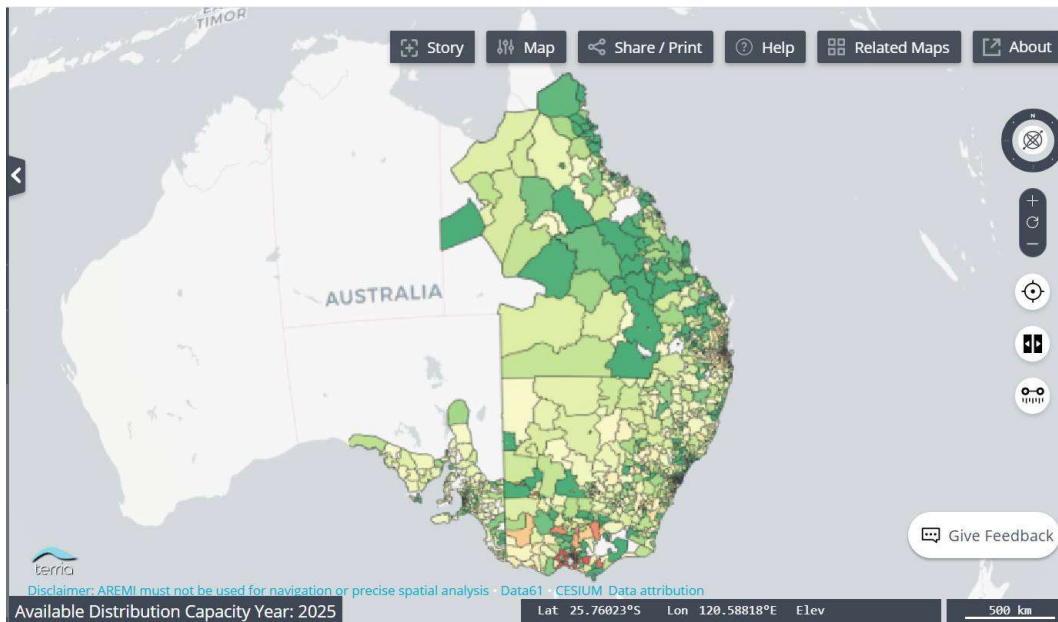 TIMOR
Story
Map
Share / Print
Help
Related Maps
About
N
AUSTRALIA
Give Feedback
terria
Disclaimer: AREMI must not be used for navigation or precise spatial analysis · Data61 · CESIUM Data attribution
Available Distribution Capacity Year: 2025
Lat 25.76023°S Lon 120.58818°E Elev
500 km